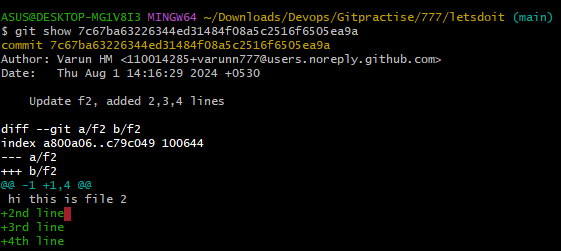 ASUS@DESKTOP-MG1V8I3 MINGW64 ~/Downloads/Devops/Gitpractise/777/letsdoit (main)
$ git show 7c67ba63226344ed31484f08a5c2516f6505ea9a
commit 7c67ba63226344ed31484f08a5c2516f6505ea9a
Author: Varun HM <110014285+varunn777@users.noreply.github.com>
Date:   Thu Aug 1 14:16:29 2024 +0530

    Update f2, added 2,3,4 lines

diff --git a/f2 b/f2
index a800a06..c79c049 100644
--- a/f2
+++ b/f2
@@ -1 +1,4 @@
 hi this is file 2
+2nd line
+3rd line
+4th line